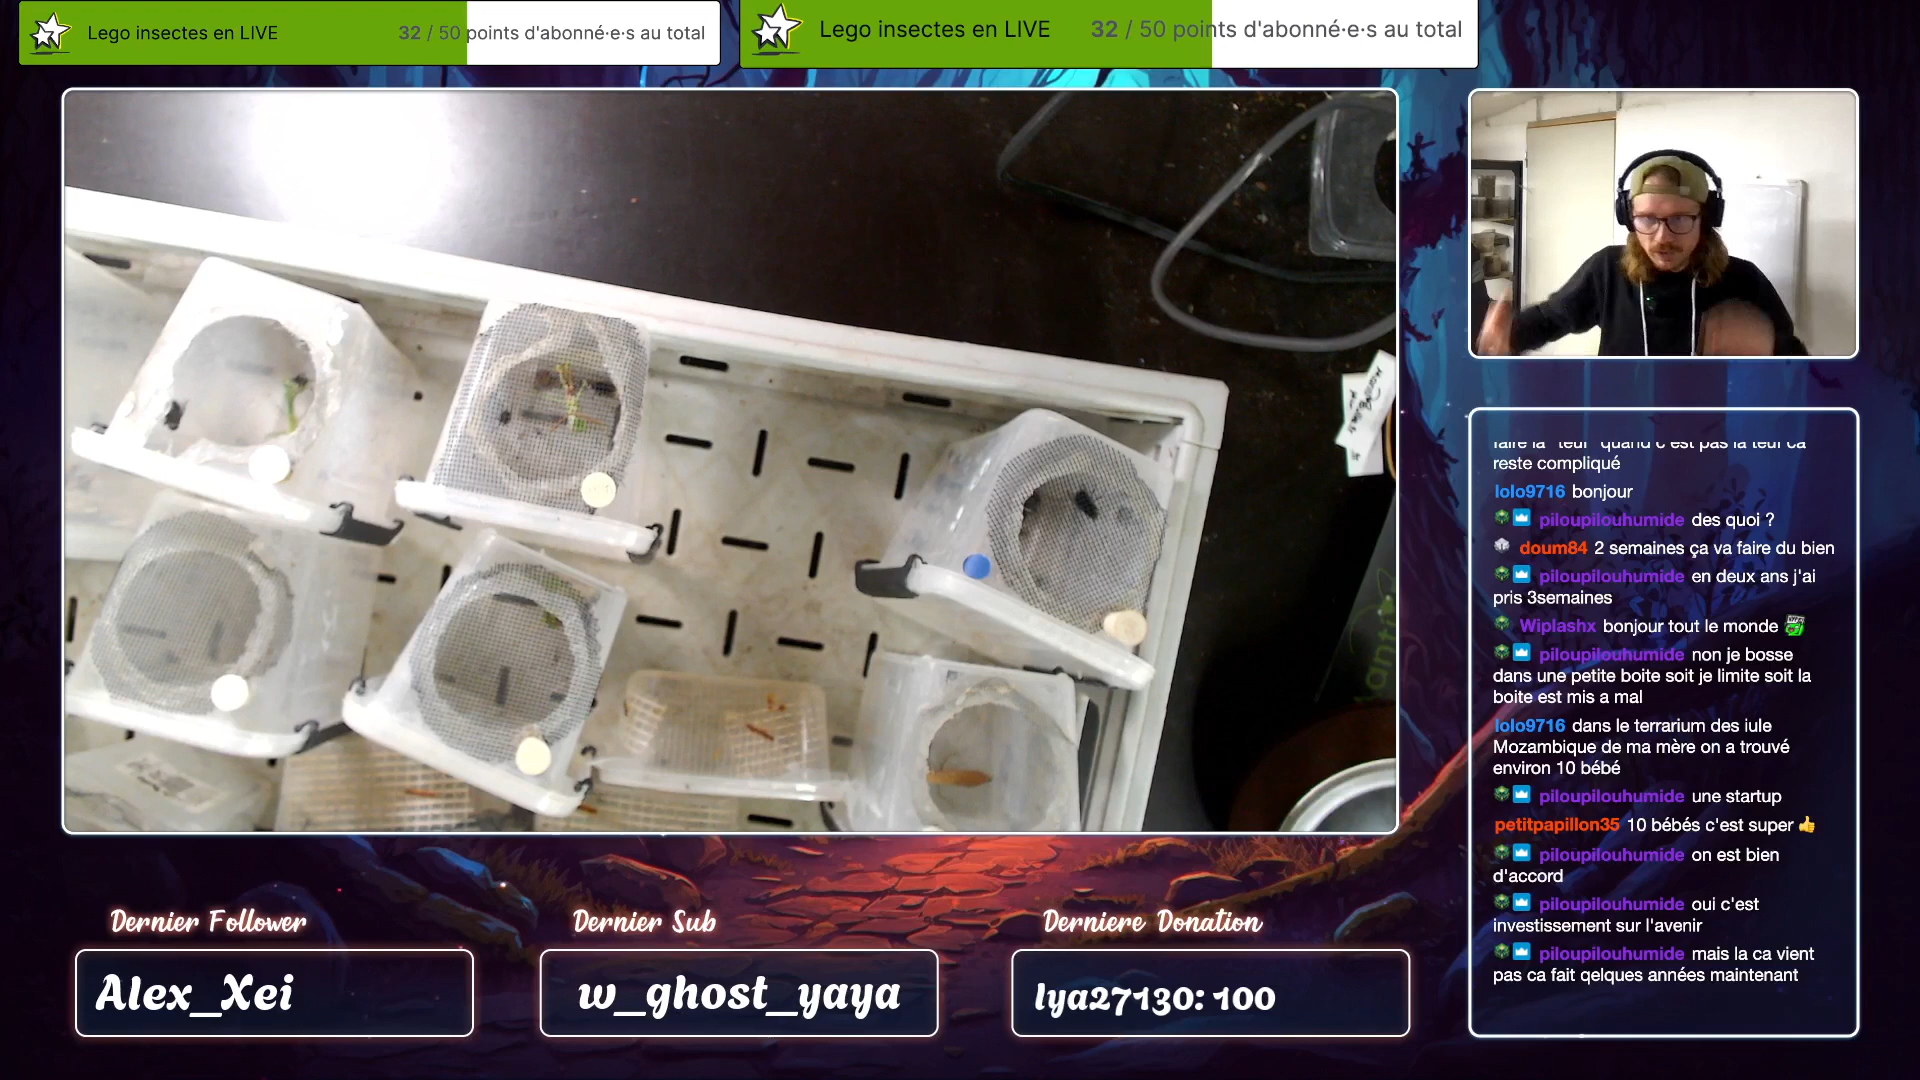 Lego insectes en LIVE 32 / 50 points d'abonné·e·s au total
Lego insectes en LIVE 32 / 50 points d'abonné·e·s au total
reste compliqué
lolo9716 bonjour
piloupilouhumide des quoi ?
doum84 2 semaines ça va faire du bien
piloupilouhumide en deux ans j'ai
pris 3semaines
Wiplashx bonjour tout le monde
piloupilouhumide non je bosse
dans une petite boite soit je limite soit la
boite est mis a mal
lolo9716 dans le terrarium des iule
Mozambique de ma mère on a trouvé
environ 10 bébé
piloupilouhumide une startup
petitpapillon35 10 bébés c'est super 👍
piloupilouhumide on est bien
d'accord
piloupilouhumide oui c'est
investissement sur l'avenir
piloupilouhumide mais la ca vient
pas ca fait qelques années maintenant
Dernier Follower
Alex_Xei
Dernier Sub
w_ghost_yaya
Derniere Donation
lya27130: 100